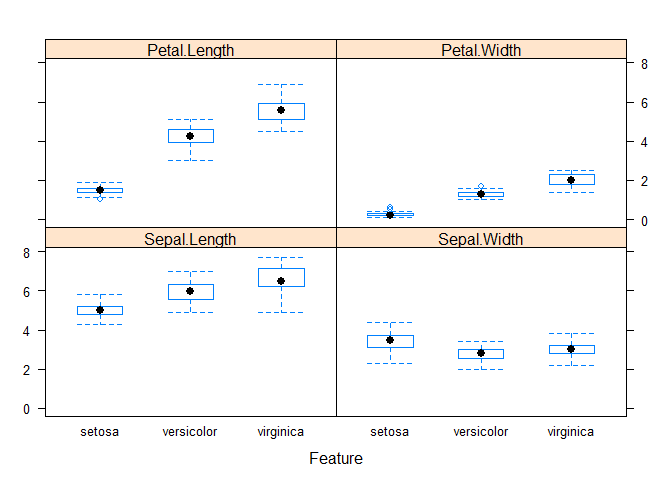 Petal.Length Petal.Width
8
6
4
2
0
Sepal.Length Sepal.Width
8
6
4
2
0
setosa versicolor virginica setosa versicolor virginica
Feature